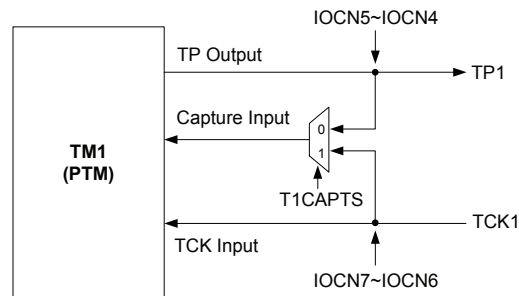 IOCN5~IOCN4
TP Output
TP1
Capture Input
0
1
TM1
(PTM)
T1CAPTS
TCK1
TCK Input
IOCN7~IOCN6